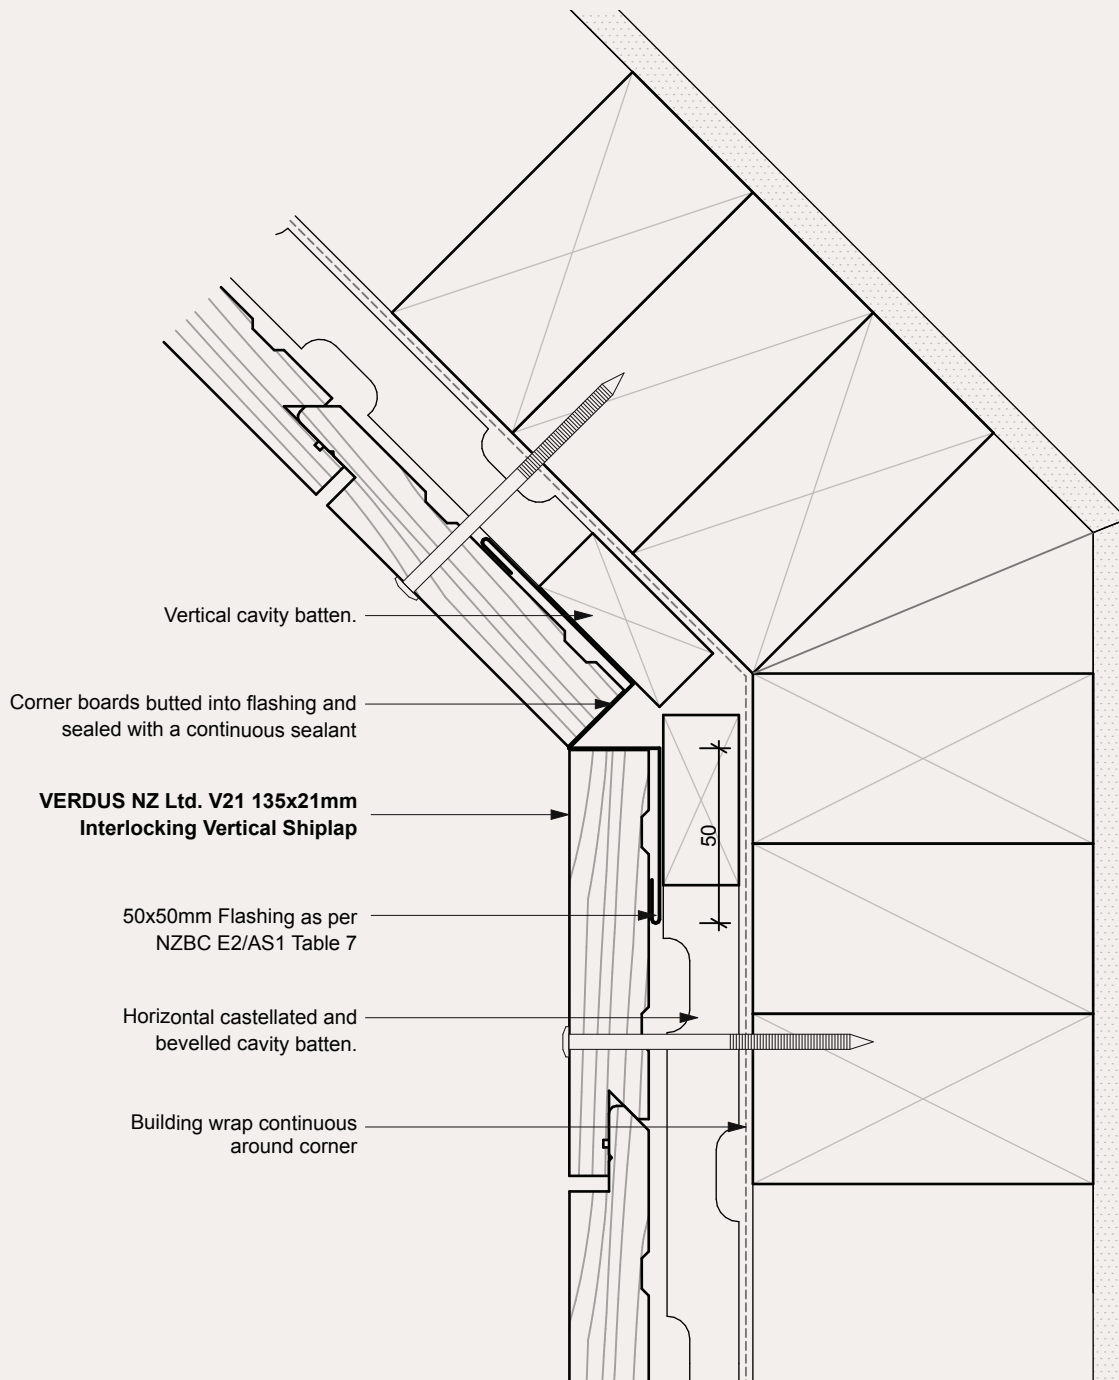 Vertical cavity batten.
Corner boards butted into flashing and
sealed with a continuous sealant
VERDUS NZ Ltd. V21 135x21mm
Interlocking Vertical Shiplap
50
50x50mm Flashing as per
NZBC E2/AS1 Table 7
Horizontal castellated and
bevelled cavity batten.
Building wrap continuous
around corner